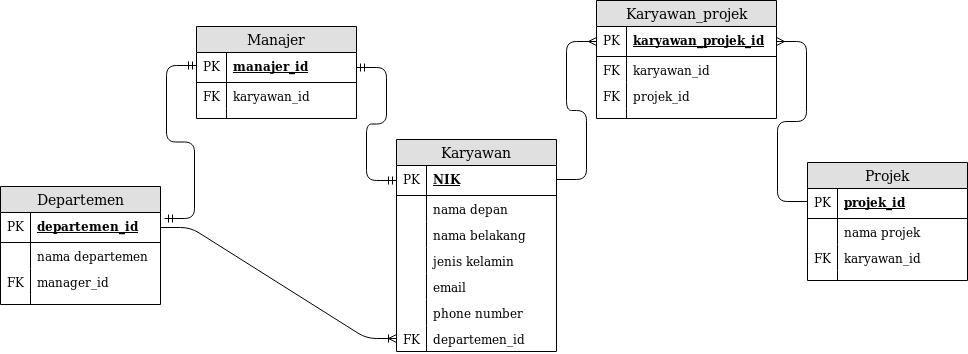 Karyawan_projek
PK karyawan_projek_id
FK karyawan_id
FK projek_id
Manajer
PK manajer_id
FK karyawan_id
Karyawan
PK NIK
nama depan
nama belakang
jenis kelamin
email
phone number
FK departemen_id
Projek
PK projek_id
nama projek
FK karyawan_id
Departemen
PK departemen_id
nama departemen
FK manager_id